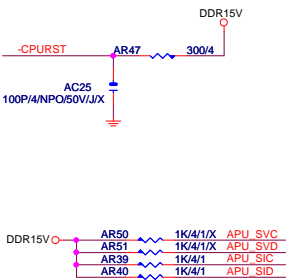 DDR15V
-CPURST
AR47 300/4
AC25
100P/4/NPO/50V/J/X
DDR15V
AR50 1K/4/1/X APU_SVC
AR51 1K/4/1/X APU_SVD
AR39 1K/4/1 APU_SIC
AR40 1K/4/1 APU_SID